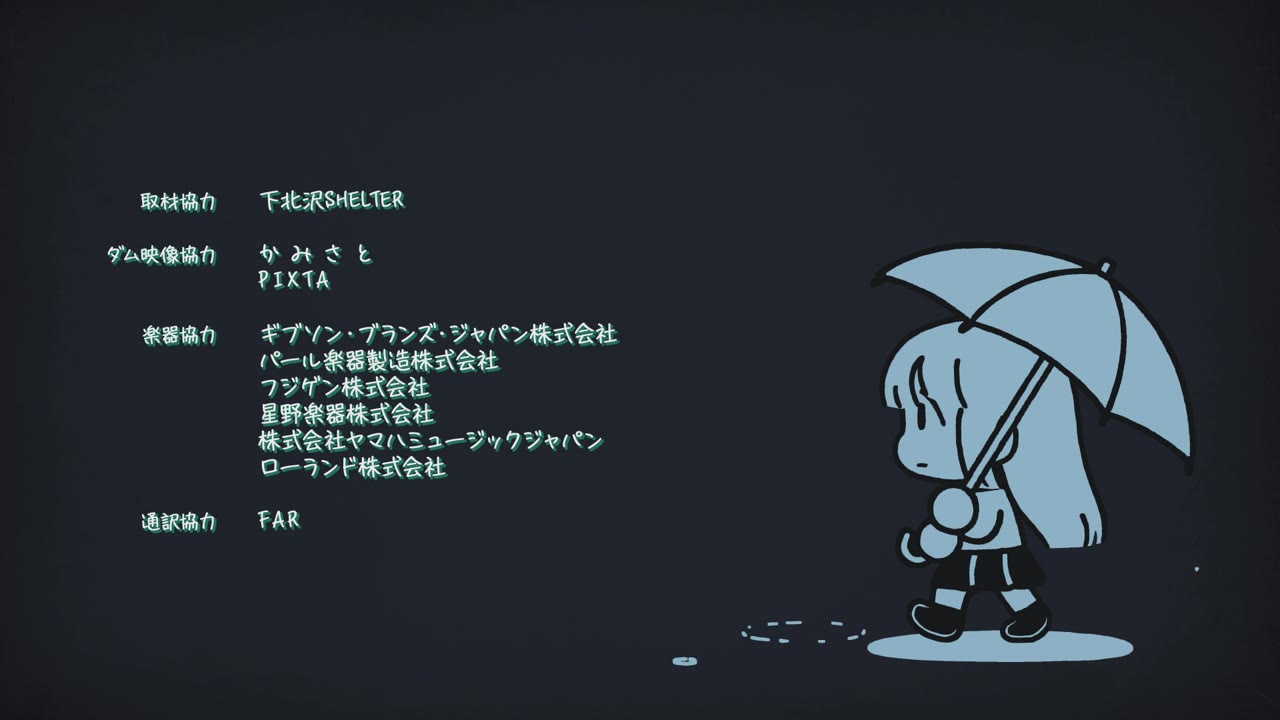 取材協力 下北沢SHELTER
ダム映像協力 かみさと
PIXTA
楽器協力 ギブソン・ブランズ・ジャパン株式会社
パール楽器製造株式会社
フジゲン株式会社
星野楽器株式会社
株式会社ヤマハミュージックジャパン
ローランド株式会社
通訳協力 FAR